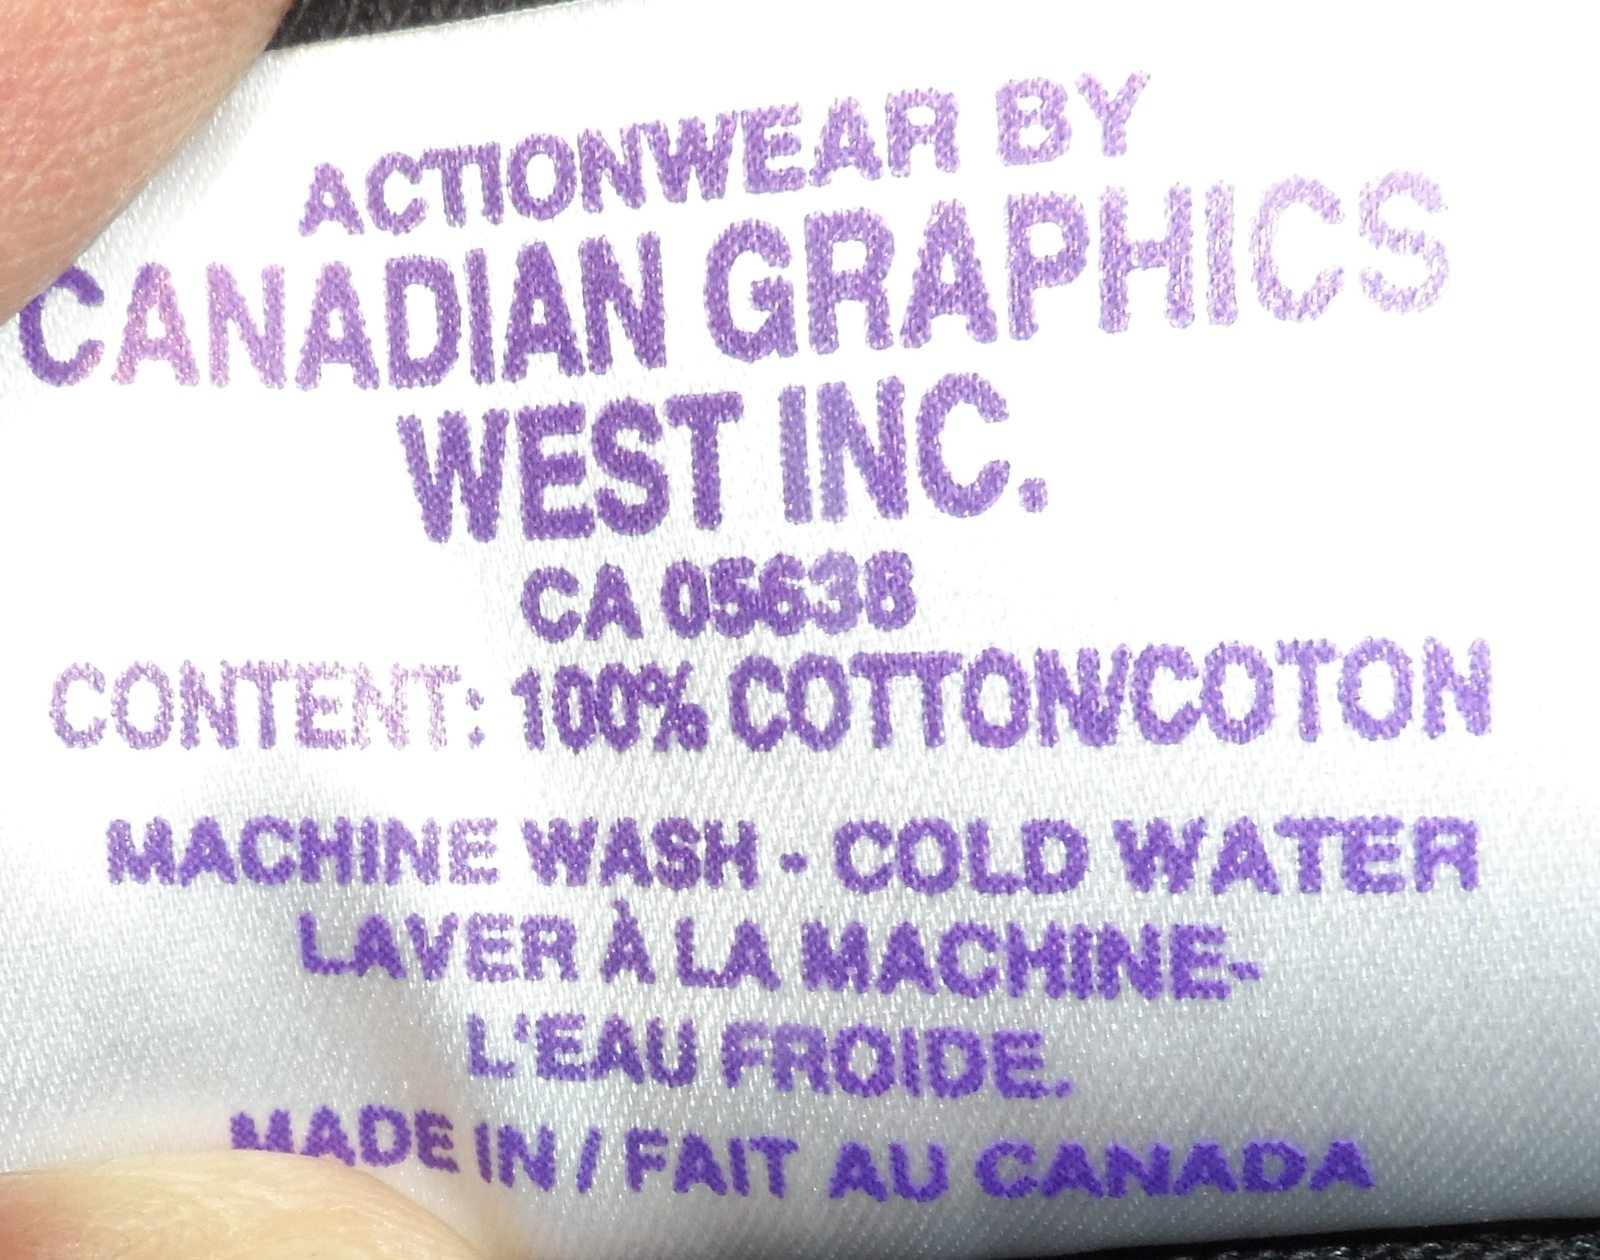 ACTIONWEAR BY
CANADIAN GRAPHICS
WEST INC.
CA 05638
CONTENT: 100% COTTON/COTON
MACHINE WASH - COLD WATER
LAVER À LA MACHINE-
L'EAU FROIDE.
MADE IN / FAIT AU CANADA